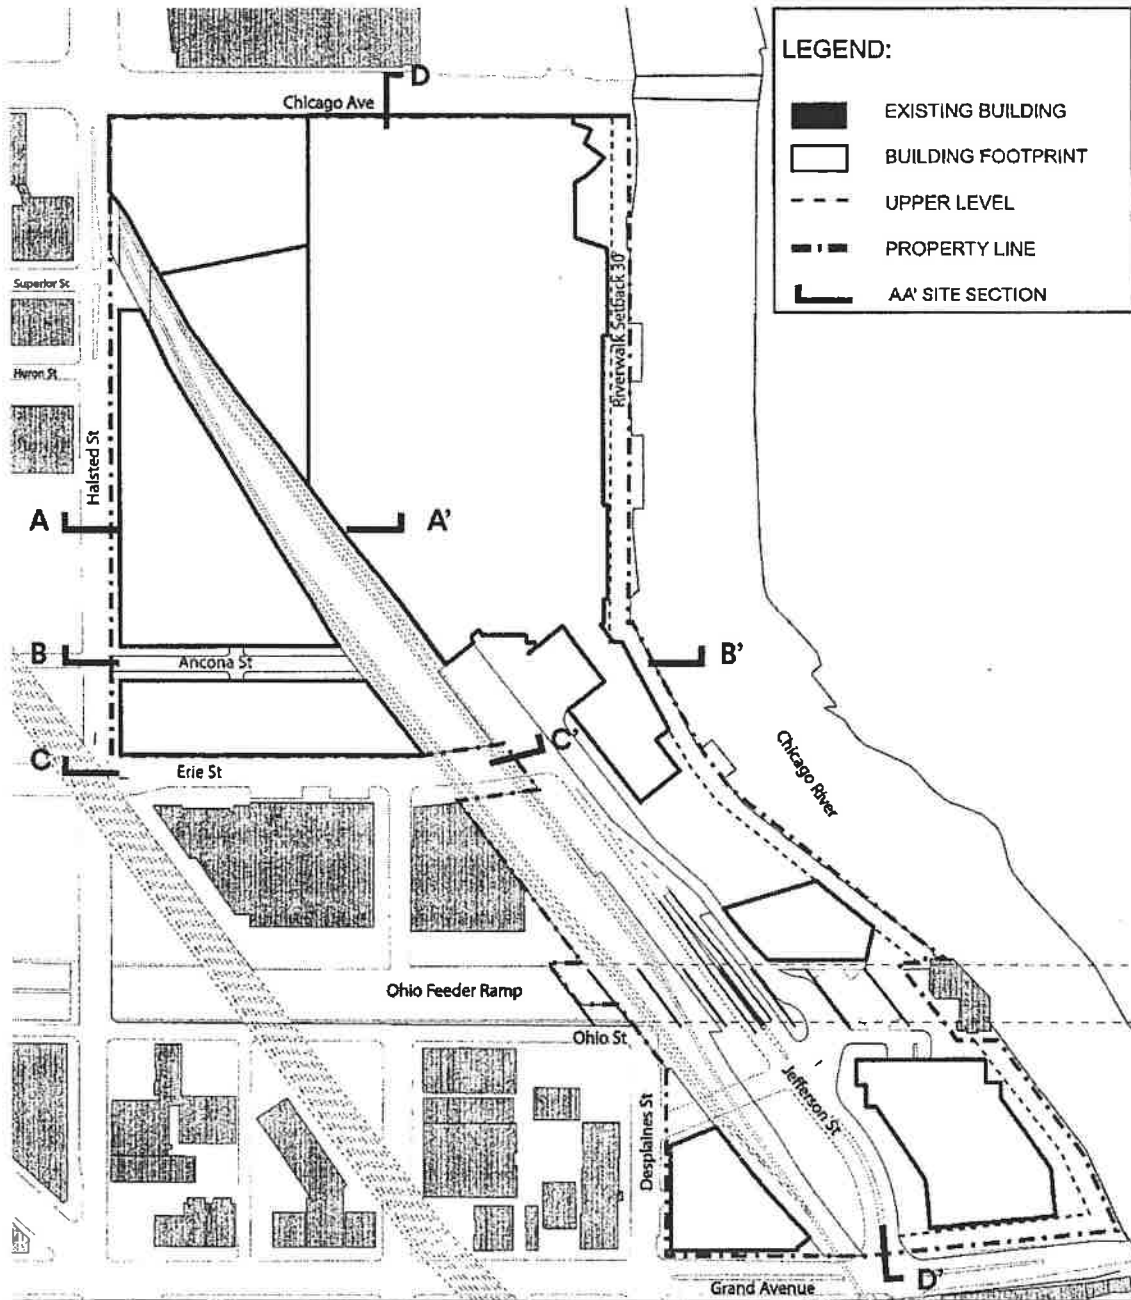 LEGEND:
EXISTING BUILDING
BUILDING FOOTPRINT
UPPER LEVEL
PROPERTY LINE
AA' SITE SECTION
D
Chicago Ave
Superior St
Huron St
Halsted St
Riverwalk Setback 30'
A
A'
B
Ancona St
B'
C
Erie St
C'
Chicago River
Ohio Feeder Ramp
Ohio St
Jefferson St
Desplaines St
D'
Grand Avenue